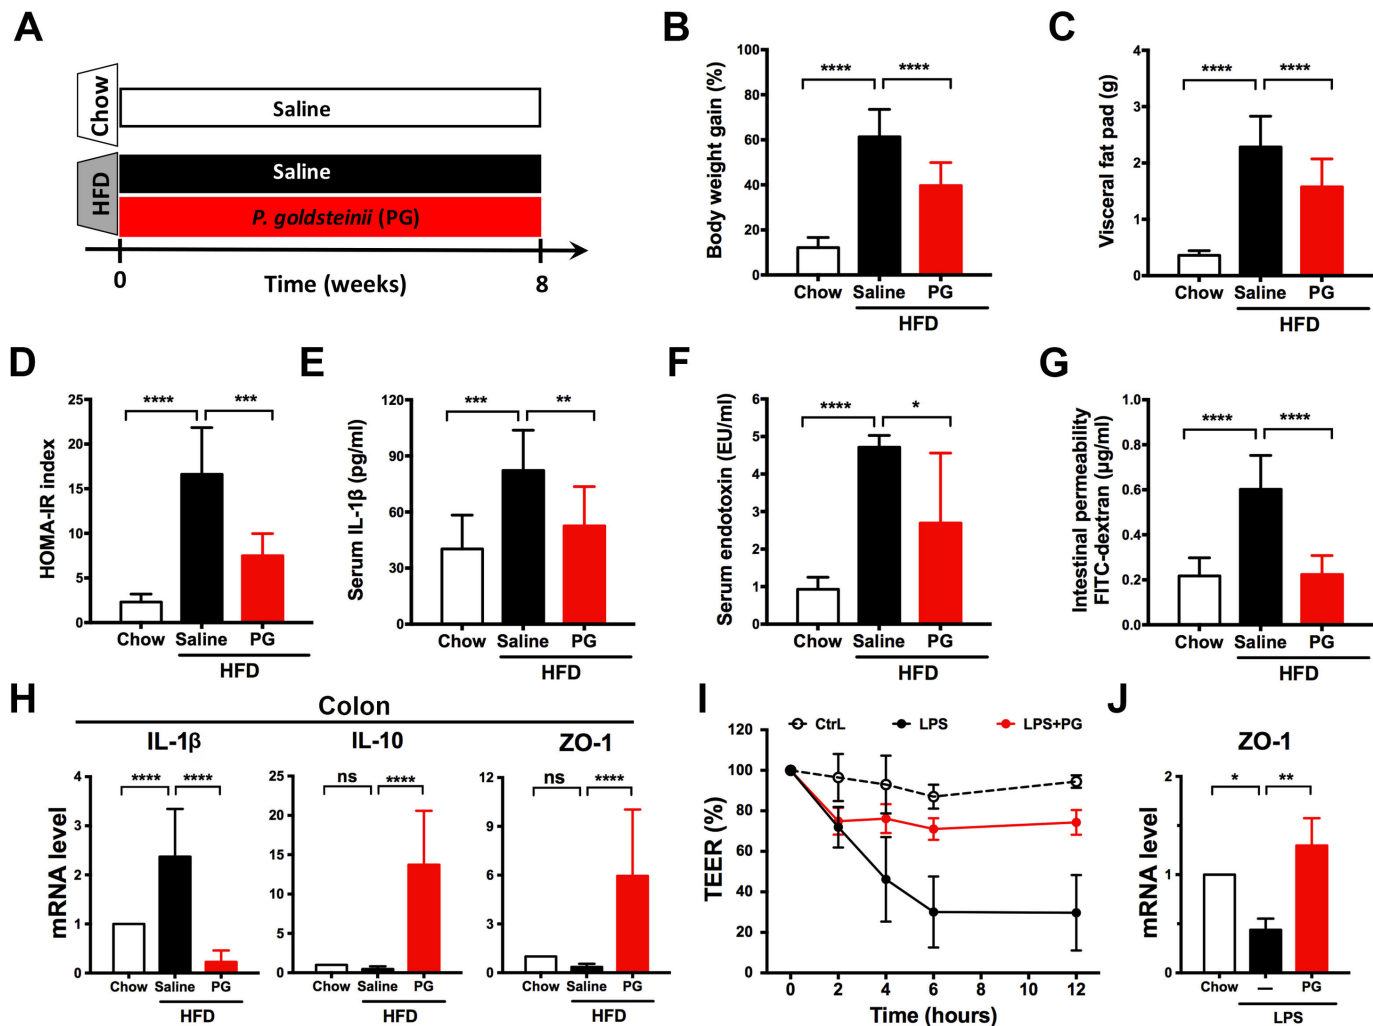 A
Chow
Saline
HFD
Saline
P. goldsteinii (PG)
0
Time (weeks)
8
B
Body weight gain (%)
100
80
60
40
20
0
**** ****
Chow Saline PG
HFD
C
Visceral fat pad (g)
4
3
2
1
0
**** ****
Chow Saline PG
HFD
D
HOMA-IR index
25
20
15
10
5
0
**** ***
Chow Saline PG
HFD
E
Serum IL-1β (pg/ml)
120
90
60
30
0
*** **
Chow Saline PG
HFD
F
Serum endotoxin (EU/ml)
6
5
4
3
2
1
0
**** *
Chow Saline PG
HFD
G
Intestinal permeability
FITC-dextran (μg/ml)
1.0
0.8
0.6
0.4
0.2
0.0
**** ****
Chow Saline PG
HFD
H
Colon
mRNA level
IL-1β
4
3
2
1
0
**** ****
Chow Saline PG
HFD
IL-10
25
20
15
10
5
0
ns ****
Chow Saline PG
HFD
ZO-1
12
9
6
3
0
ns ****
Chow Saline PG
HFD
I
TEER (%)
120
100
80
60
40
20
0
CtrL LPS LPS+PG
0 2 4 6 8 10 12
Time (hours)
J
ZO-1
mRNA level
2
1
0
* **
Chow — PG
LPS